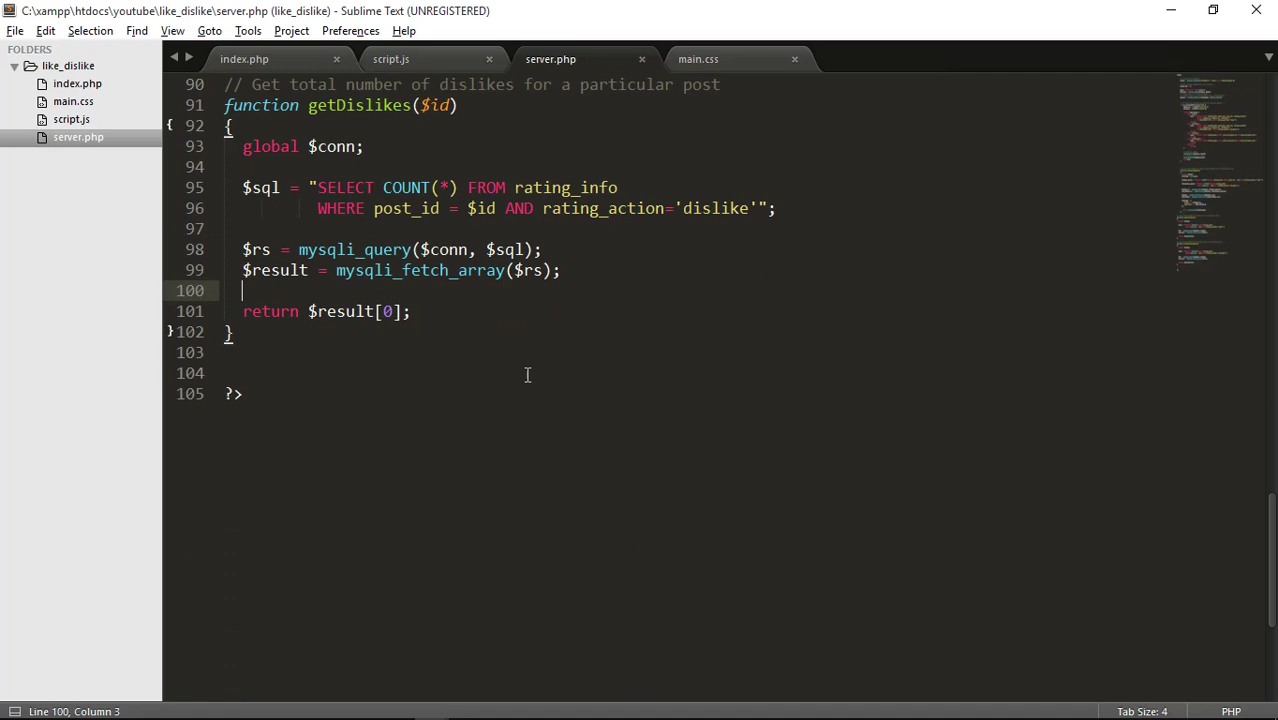 C:\xampp\htdocs\youtube\like_dislike\server.php (like_dislike) - Sublime Text (UNREGISTERED)
File Edit Selection Find View Goto Tools Project Preferences Help
FOLDERS
like_dislike
index.php
main.css
script.js
server.php
index.php × script.js × server.php × main.css ×
90 // Get total number of dislikes for a particular post
91 function getDislikes($id)
92 {
93 global $conn;
94
95 $sql = "SELECT COUNT(*) FROM rating_info
96 WHERE post_id = $id AND rating_action='dislike'";
97
98 $rs = mysqli_query($conn, $sql);
99 $result = mysqli_fetch_array($rs);
100
101 return $result[0];
102 }
103
104
105 ?>
Line 100, Column 3 Tab Size: 4 PHP